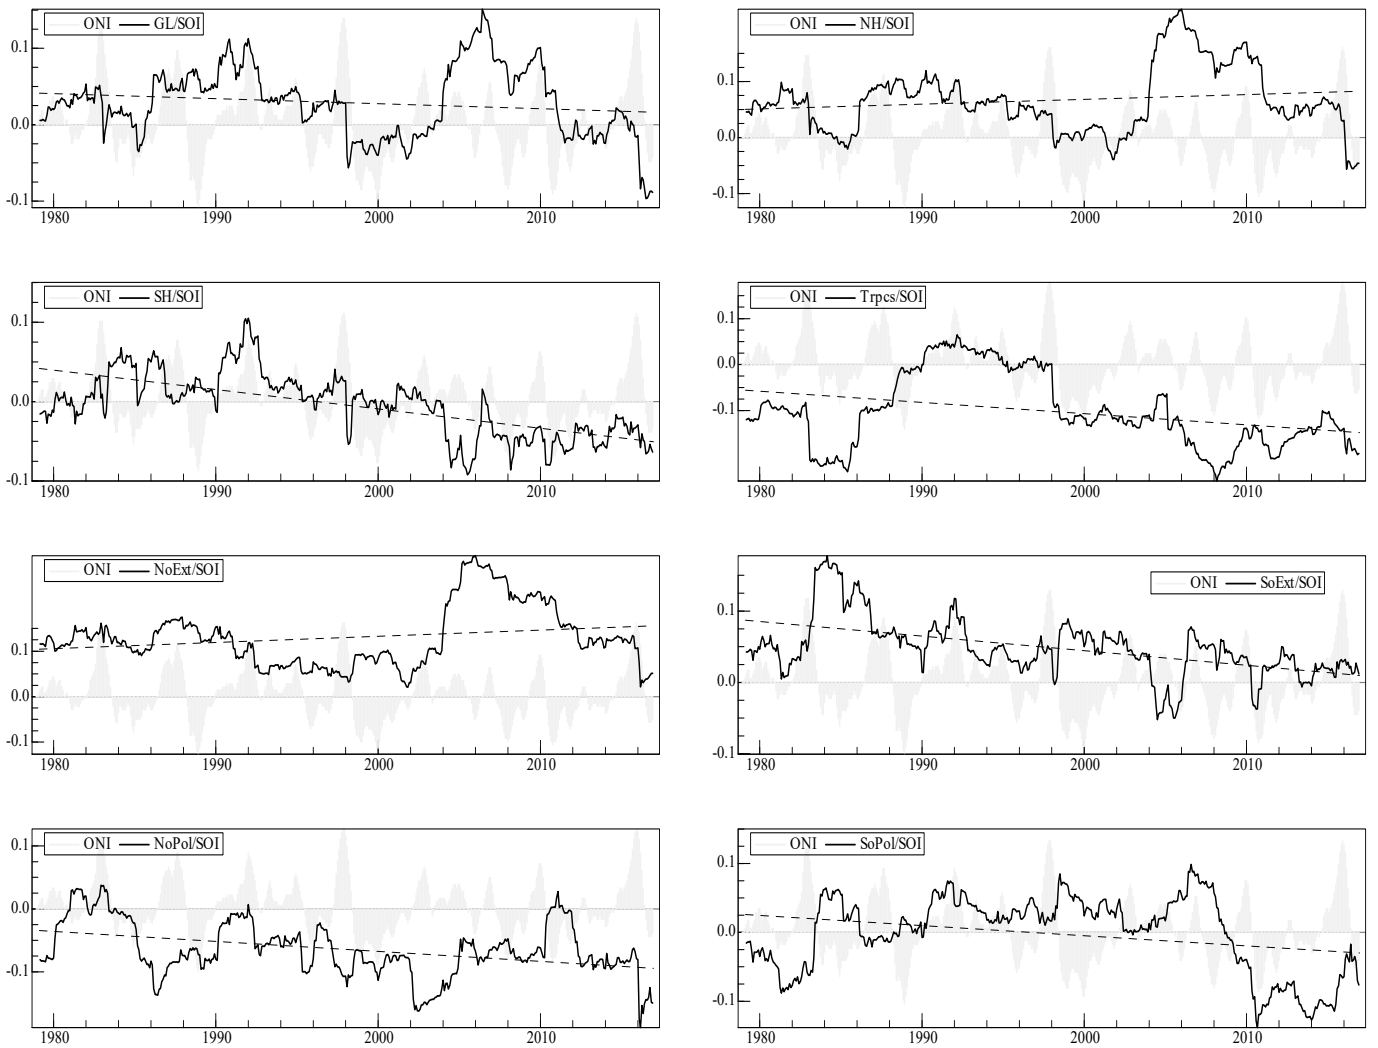 ONI GL/SOI
0.1
0.0
-0.1
1980 1990 2000 2010
ONI NH/SOI
0.1
0.0
-0.1
1980 1990 2000 2010
ONI SH/SOI
0.1
0.0
-0.1
1980 1990 2000 2010
ONI Trpcs/SOI
0.1
0.0
-0.1
1980 1990 2000 2010
ONI NoExt/SOI
0.1
0.0
-0.1
1980 1990 2000 2010
ONI SoExt/SOI
0.1
0.0
-0.1
1980 1990 2000 2010
ONI NoPol/SOI
0.1
0.0
-0.1
1980 1990 2000 2010
ONI SoPol/SOI
0.1
0.0
-0.1
1980 1990 2000 2010